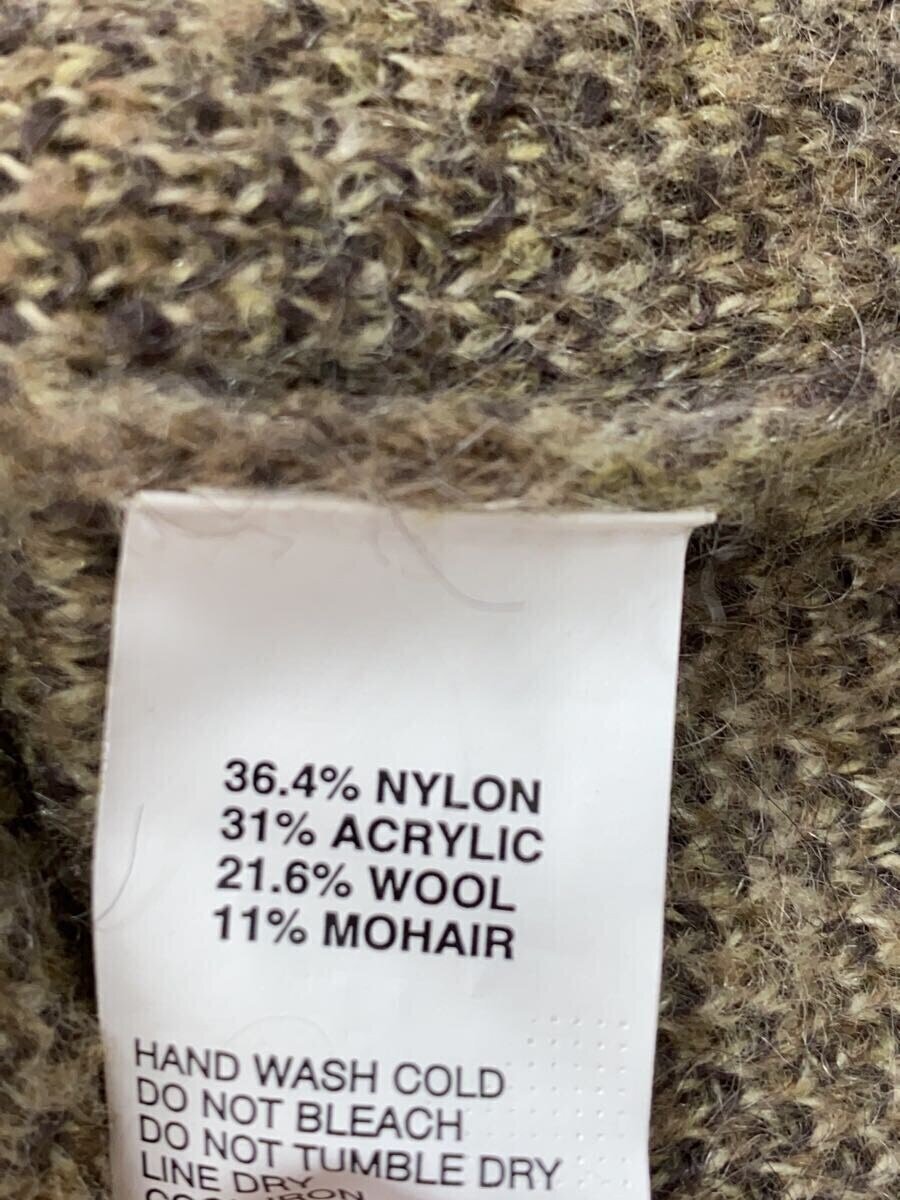 36.4% NYLON
31% ACRYLIC
21.6% WOOL
11% MOHAIR
HAND WASH COLD
DO NOT BLEACH
DO NOT TUMBLE DRY
LINE DRY
IRON